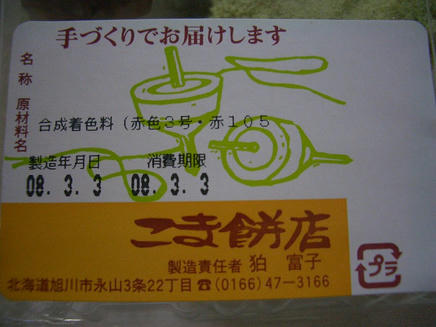 手づくりでお届けします
名称
原材料名
合成着色料（赤色3号・赤105
製造年月日 消費期限
08.3.3 08.3.3
こま餅店
製造責任者 狛 富子
北海道旭川市永山3条22丁目☎(0166)47-3166
プラ